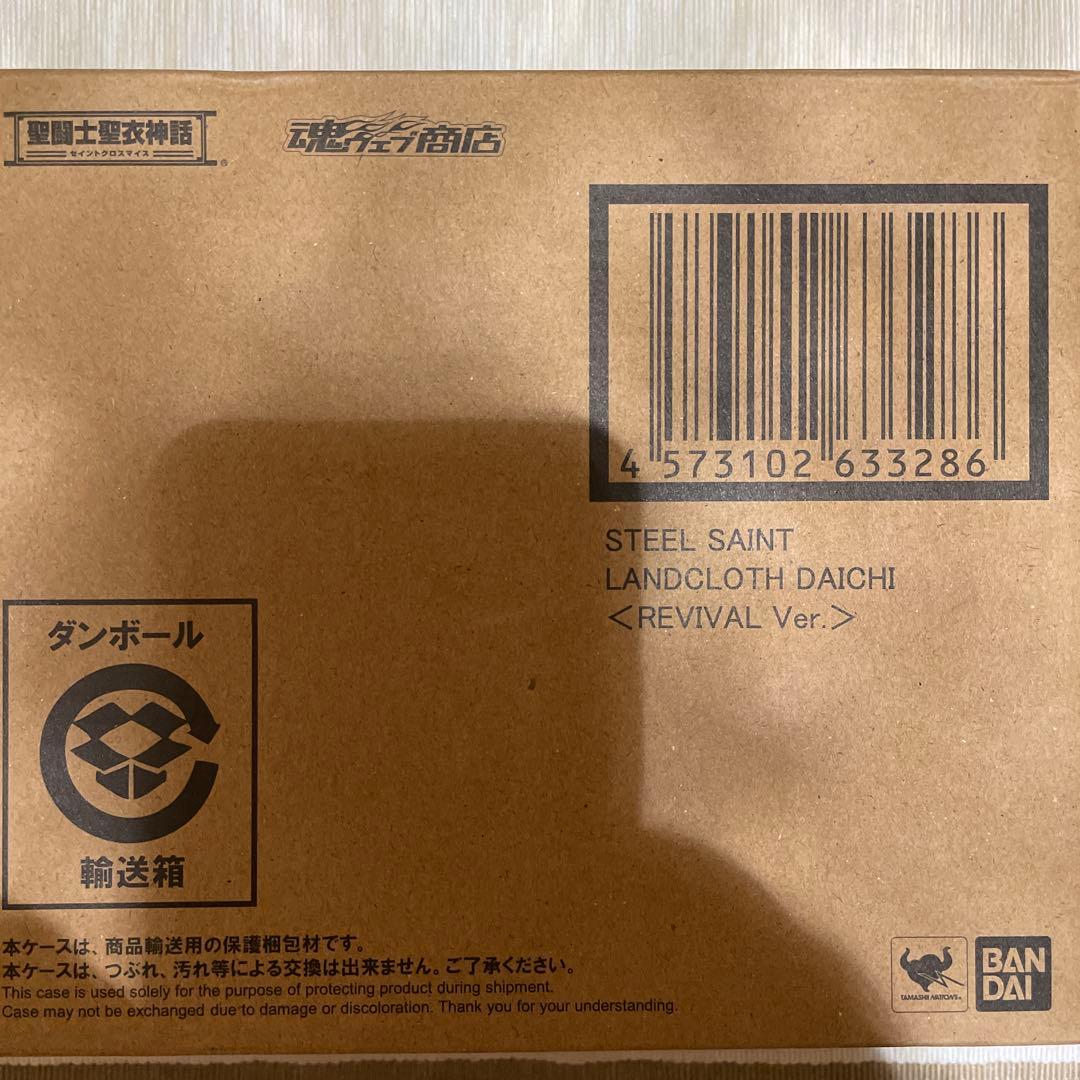 聖闘士聖衣神話
セイントクロスマイス
®
魂ウェブ商店
4 573102 633286
STEEL SAINT
LANDCLOTH DAICHI
＜REVIVAL Ver.＞
ダンボール
輸送箱
本ケースは、商品輸送用の保護梱包材です。
本ケースは、つぶれ、汚れ等による交換は出来ません。ご了承ください。
This case is used solely for the purpose of protecting product during shipment.
Case may not be exchanged due to damage or discoloration. Thank you for your understanding.
TAMASHII NATIONS
BAN
DAI